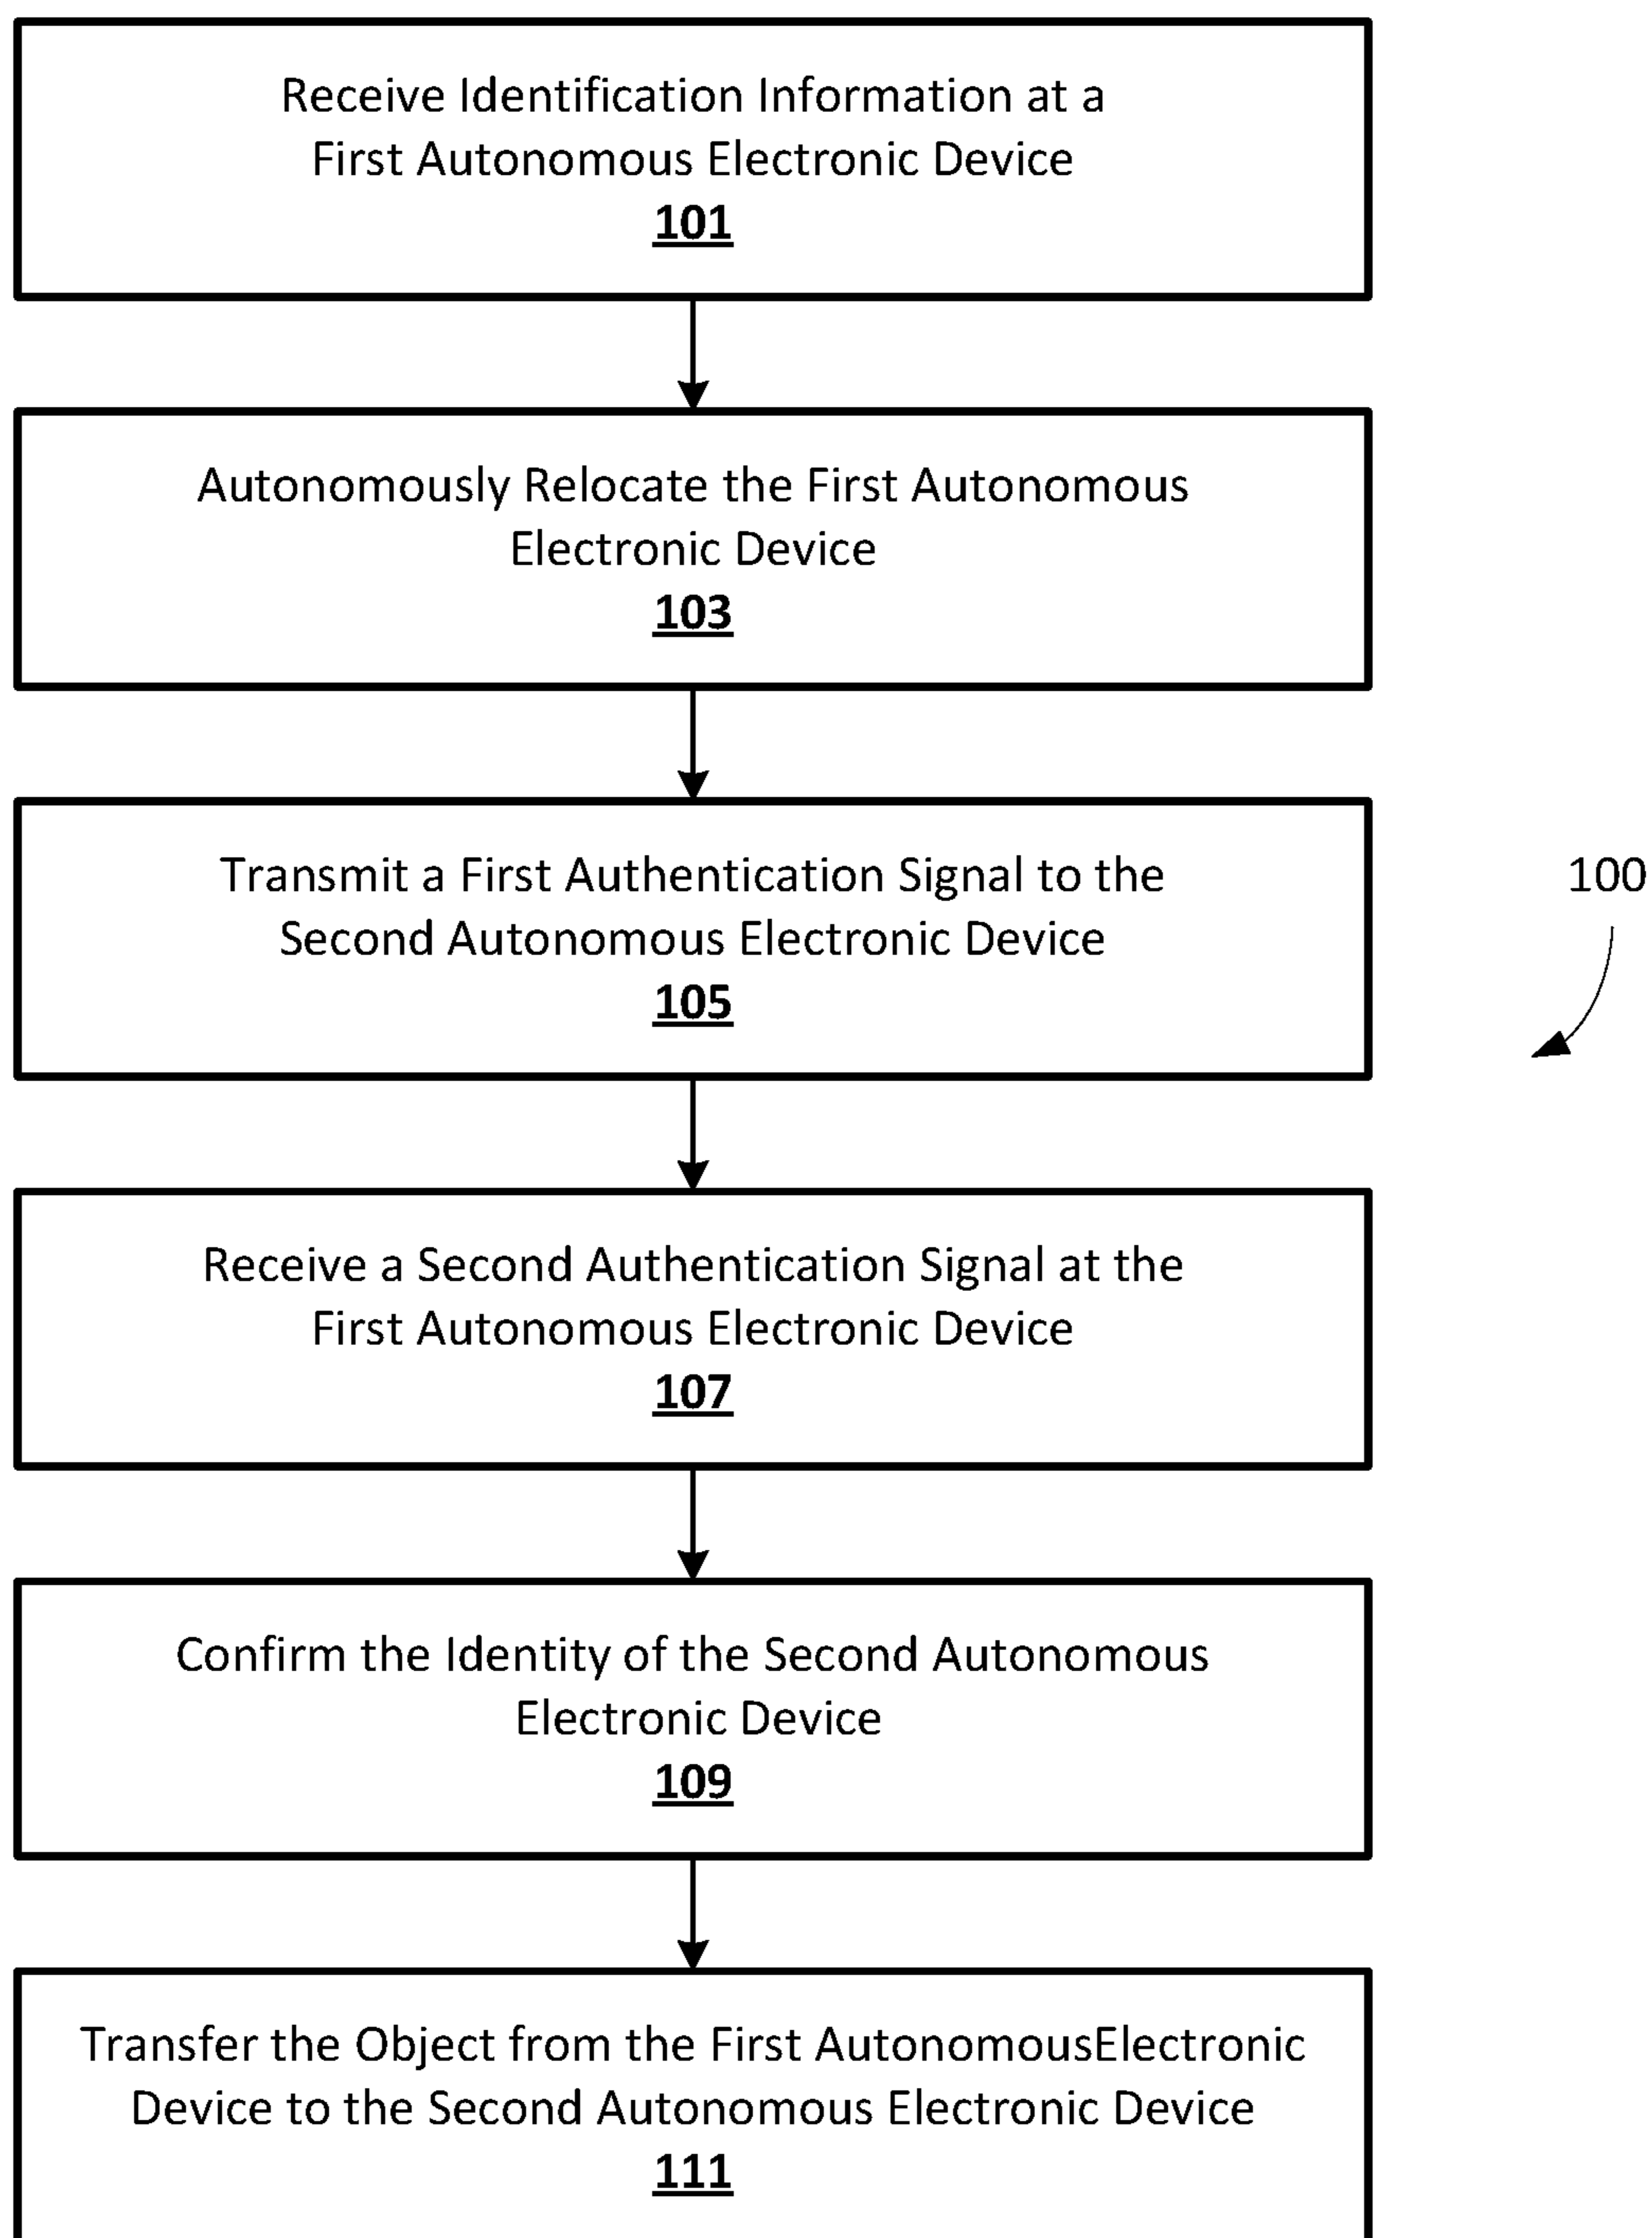 Receive Identification Information at a
First Autonomous Electronic Device
101
Autonomously Relocate the First Autonomous
Electronic Device
103
Transmit a First Authentication Signal to the
Second Autonomous Electronic Device
105
100
Receive a Second Authentication Signal at the
First Autonomous Electronic Device
107
Confirm the Identity of the Second Autonomous
Electronic Device
109
Transfer the Object from the First AutonomousElectronic
Device to the Second Autonomous Electronic Device
111